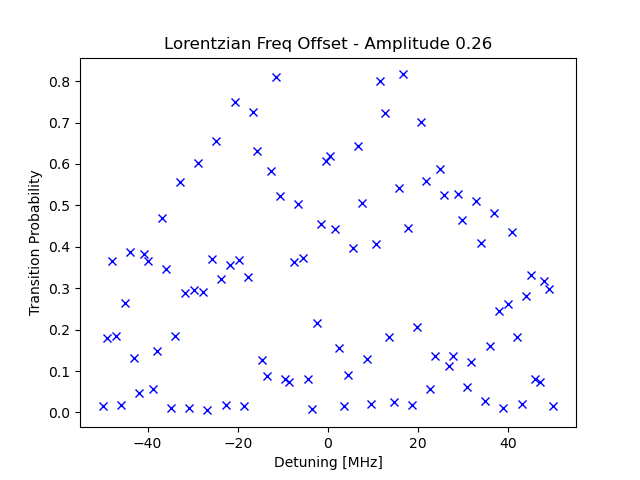 Lorentzian Freq Offset - Amplitude 0.26
Transition Probability
0.8
0.7
0.6
0.5
0.4
0.3
0.2
0.1
0.0
−40 −20 0 20 40
Detuning [MHz]